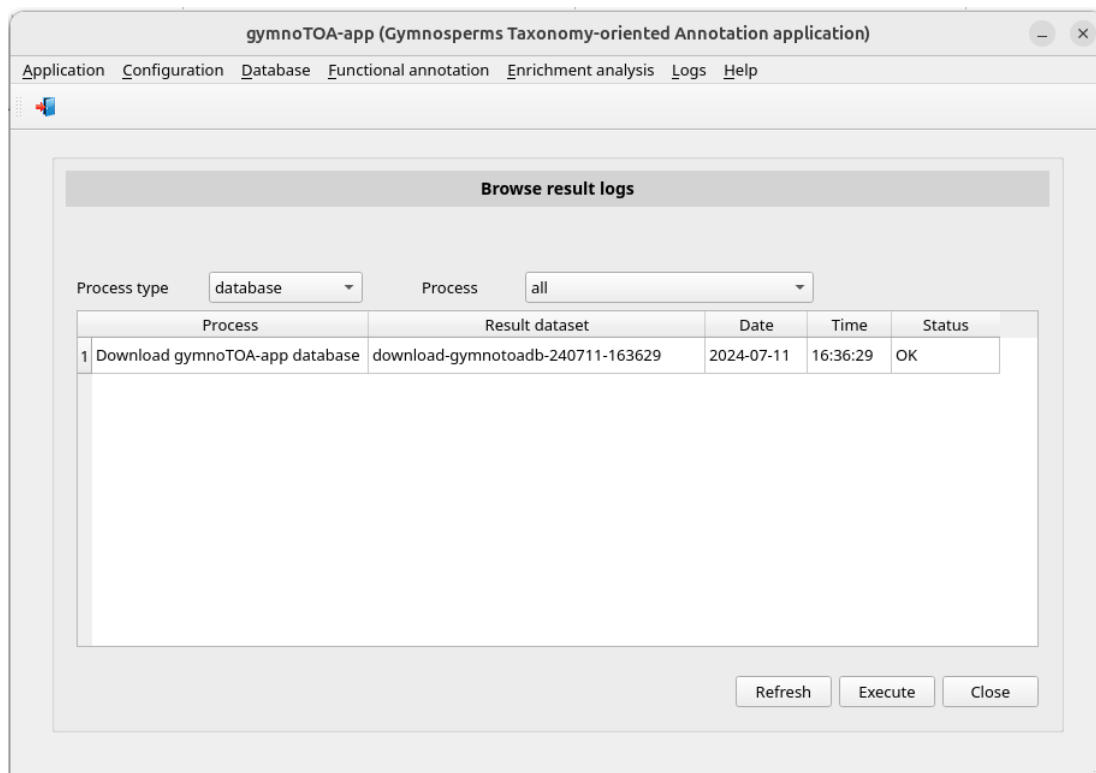 gymnoTOA-app (Gymnosperms Taxonomy-oriented Annotation application)
Application Configuration Database Functional annotation Enrichment analysis Logs Help
Browse result logs
Process type database Process all
Process Result dataset Date Time Status
1 Download gymnoTOA-app database download-gymnotoadb-240711-163629 2024-07-11 16:36:29 OK
Refresh Execute Close